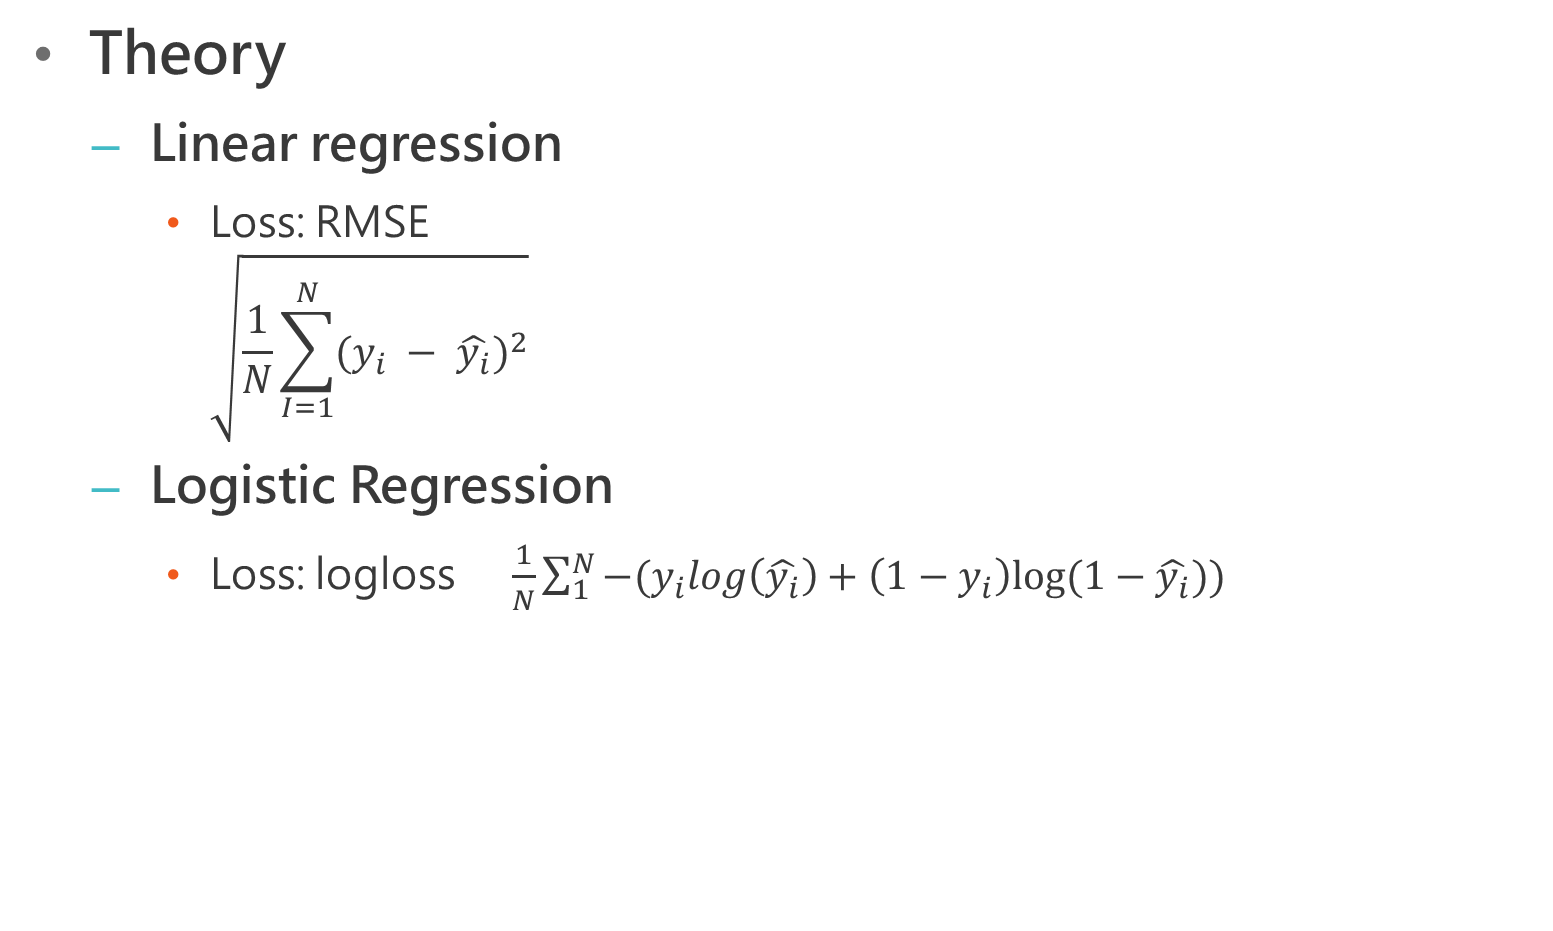 • Theory
– Linear regression
• Loss: RMSE
√(1/N ∑_{I=1}^{N} (y_i − ŷ_i)²)
– Logistic Regression
• Loss: logloss 1/N ∑_1^N −(y_i log(ŷ_i) + (1 − y_i)log(1 − ŷ_i))